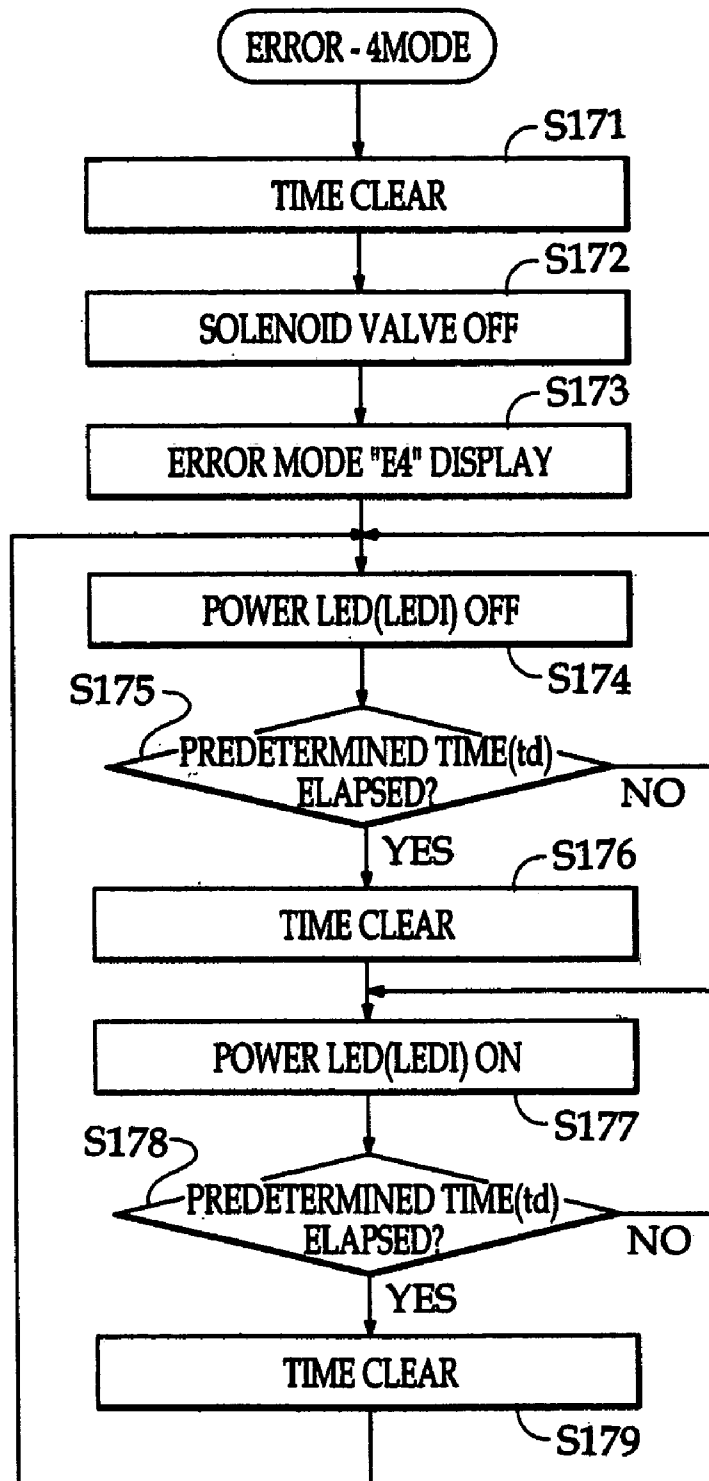 ERROR - 4MODE
S171
TIME CLEAR
S172
SOLENOID VALVE OFF
S173
ERROR MODE "E4" DISPLAY
POWER LED(LEDI) OFF
S174
S175
PREDETERMINED TIME(td)
ELAPSED?
NO
YES
S176
TIME CLEAR
POWER LED(LEDI) ON
S177
S178
PREDETERMINED TIME(td)
ELAPSED?
NO
YES
TIME CLEAR
S179